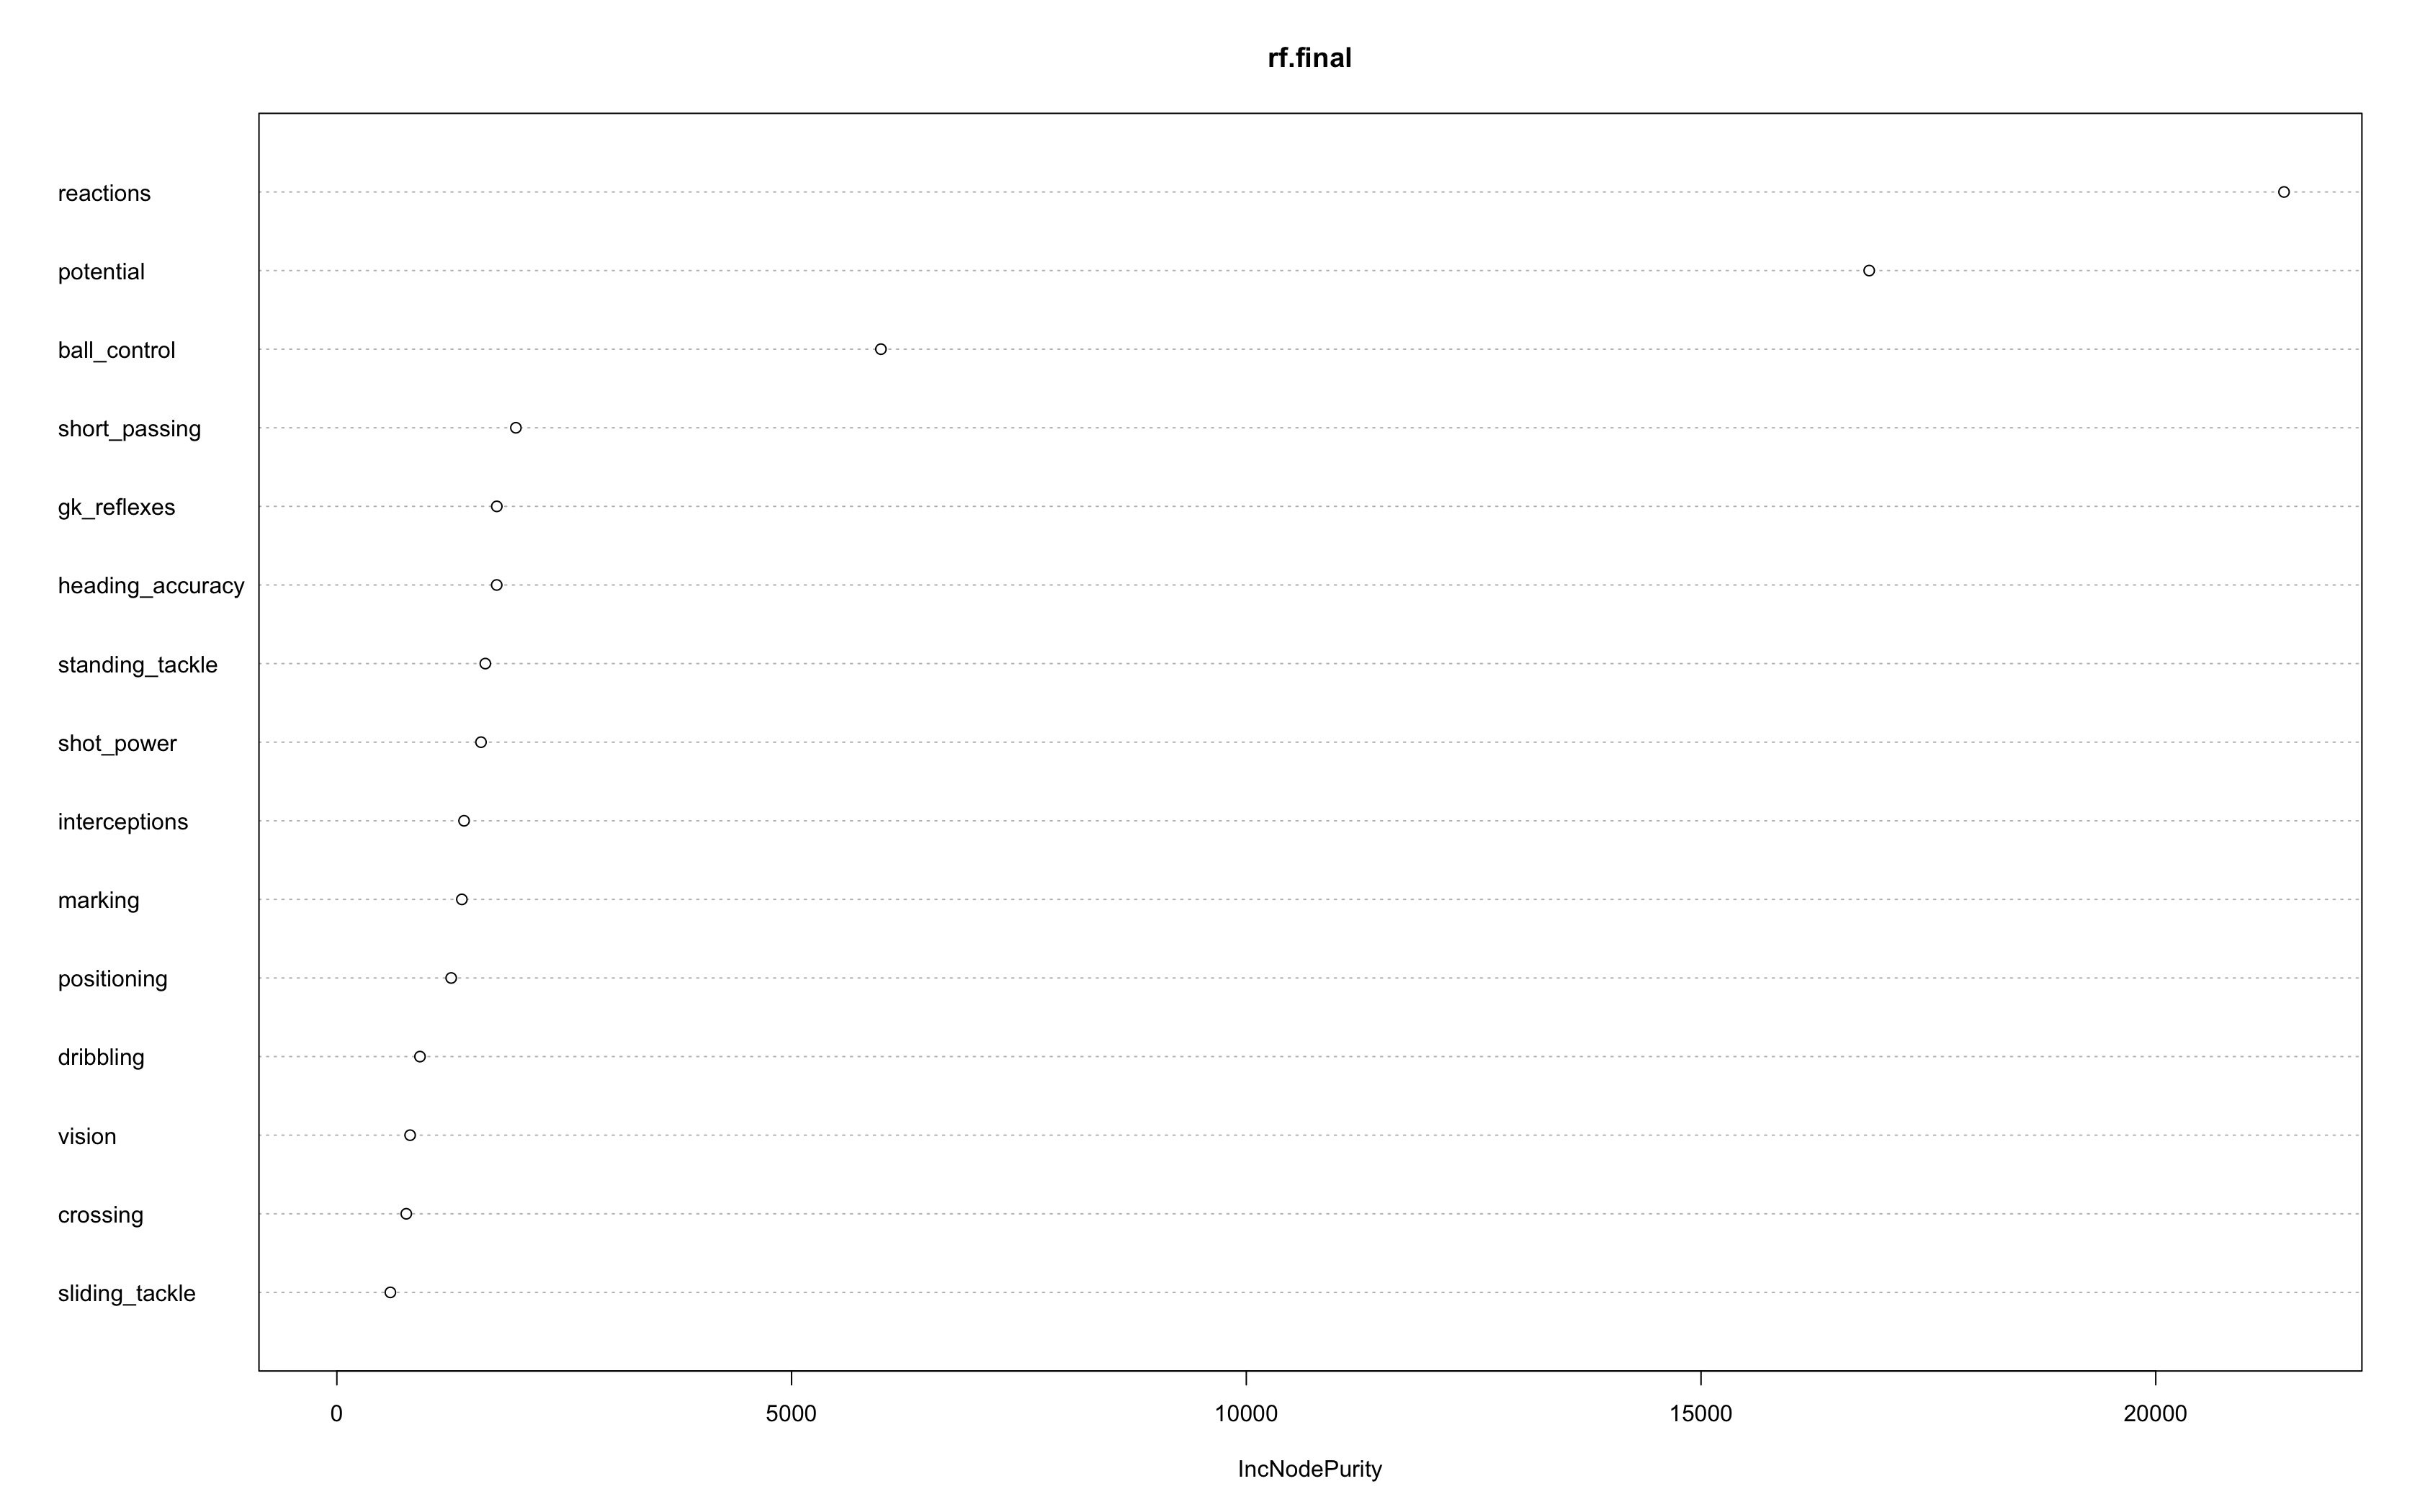 rf.final
reactions
potential
ball_control
short_passing
gk_reflexes
heading_accuracy
standing_tackle
shot_power
interceptions
marking
positioning
dribbling
vision
crossing
sliding_tackle
0 5000 10000 15000 20000
IncNodePurity